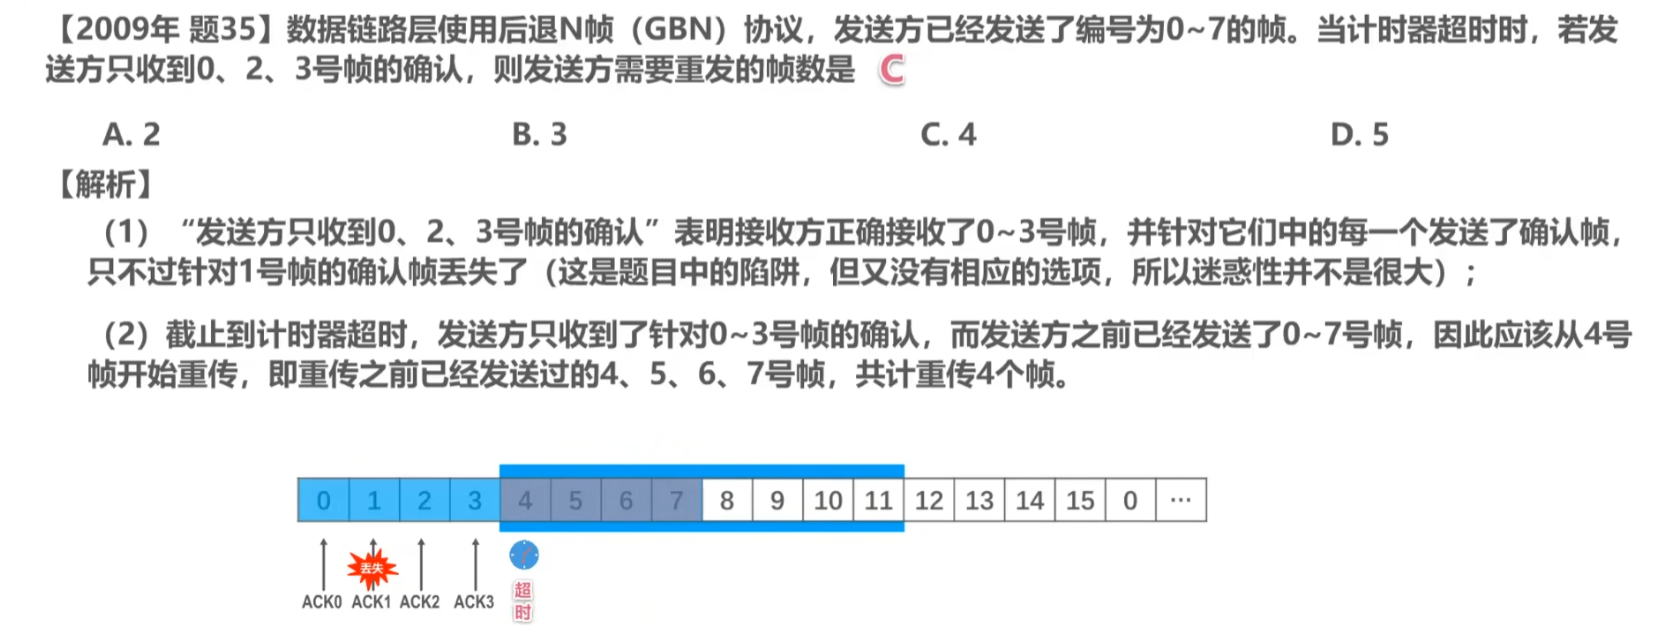 【2009年 题35】数据链路层使用后退N帧（GBN）协议，发送方已经发送了编号为0~7的帧。当计时器超时时，若发
送方只收到0、2、3号帧的确认，则发送方需要重发的帧数是 C
A. 2 B. 3 C. 4 D. 5
【解析】
（1）“发送方只收到0、2、3号帧的确认”表明接收方正确接收了0~3号帧，并针对它们中的每一个发送了确认帧，
只不过针对1号帧的确认帧丢失了（这是题目中的陷阱，但又没有相应的选项，所以迷惑性并不是很大）；
（2）截止到计时器超时，发送方只收到了针对0~3号帧的确认，而发送方之前已经发送了0~7号帧，因此应该从4号
帧开始重传，即重传之前已经发送过的4、5、6、7号帧，共计重传4个帧。
0 1 2 3 4 5 6 7 8 9 10 11 12 13 14 15 0 ···
丢失
ACK0 ACK1 ACK2 ACK3
超
时